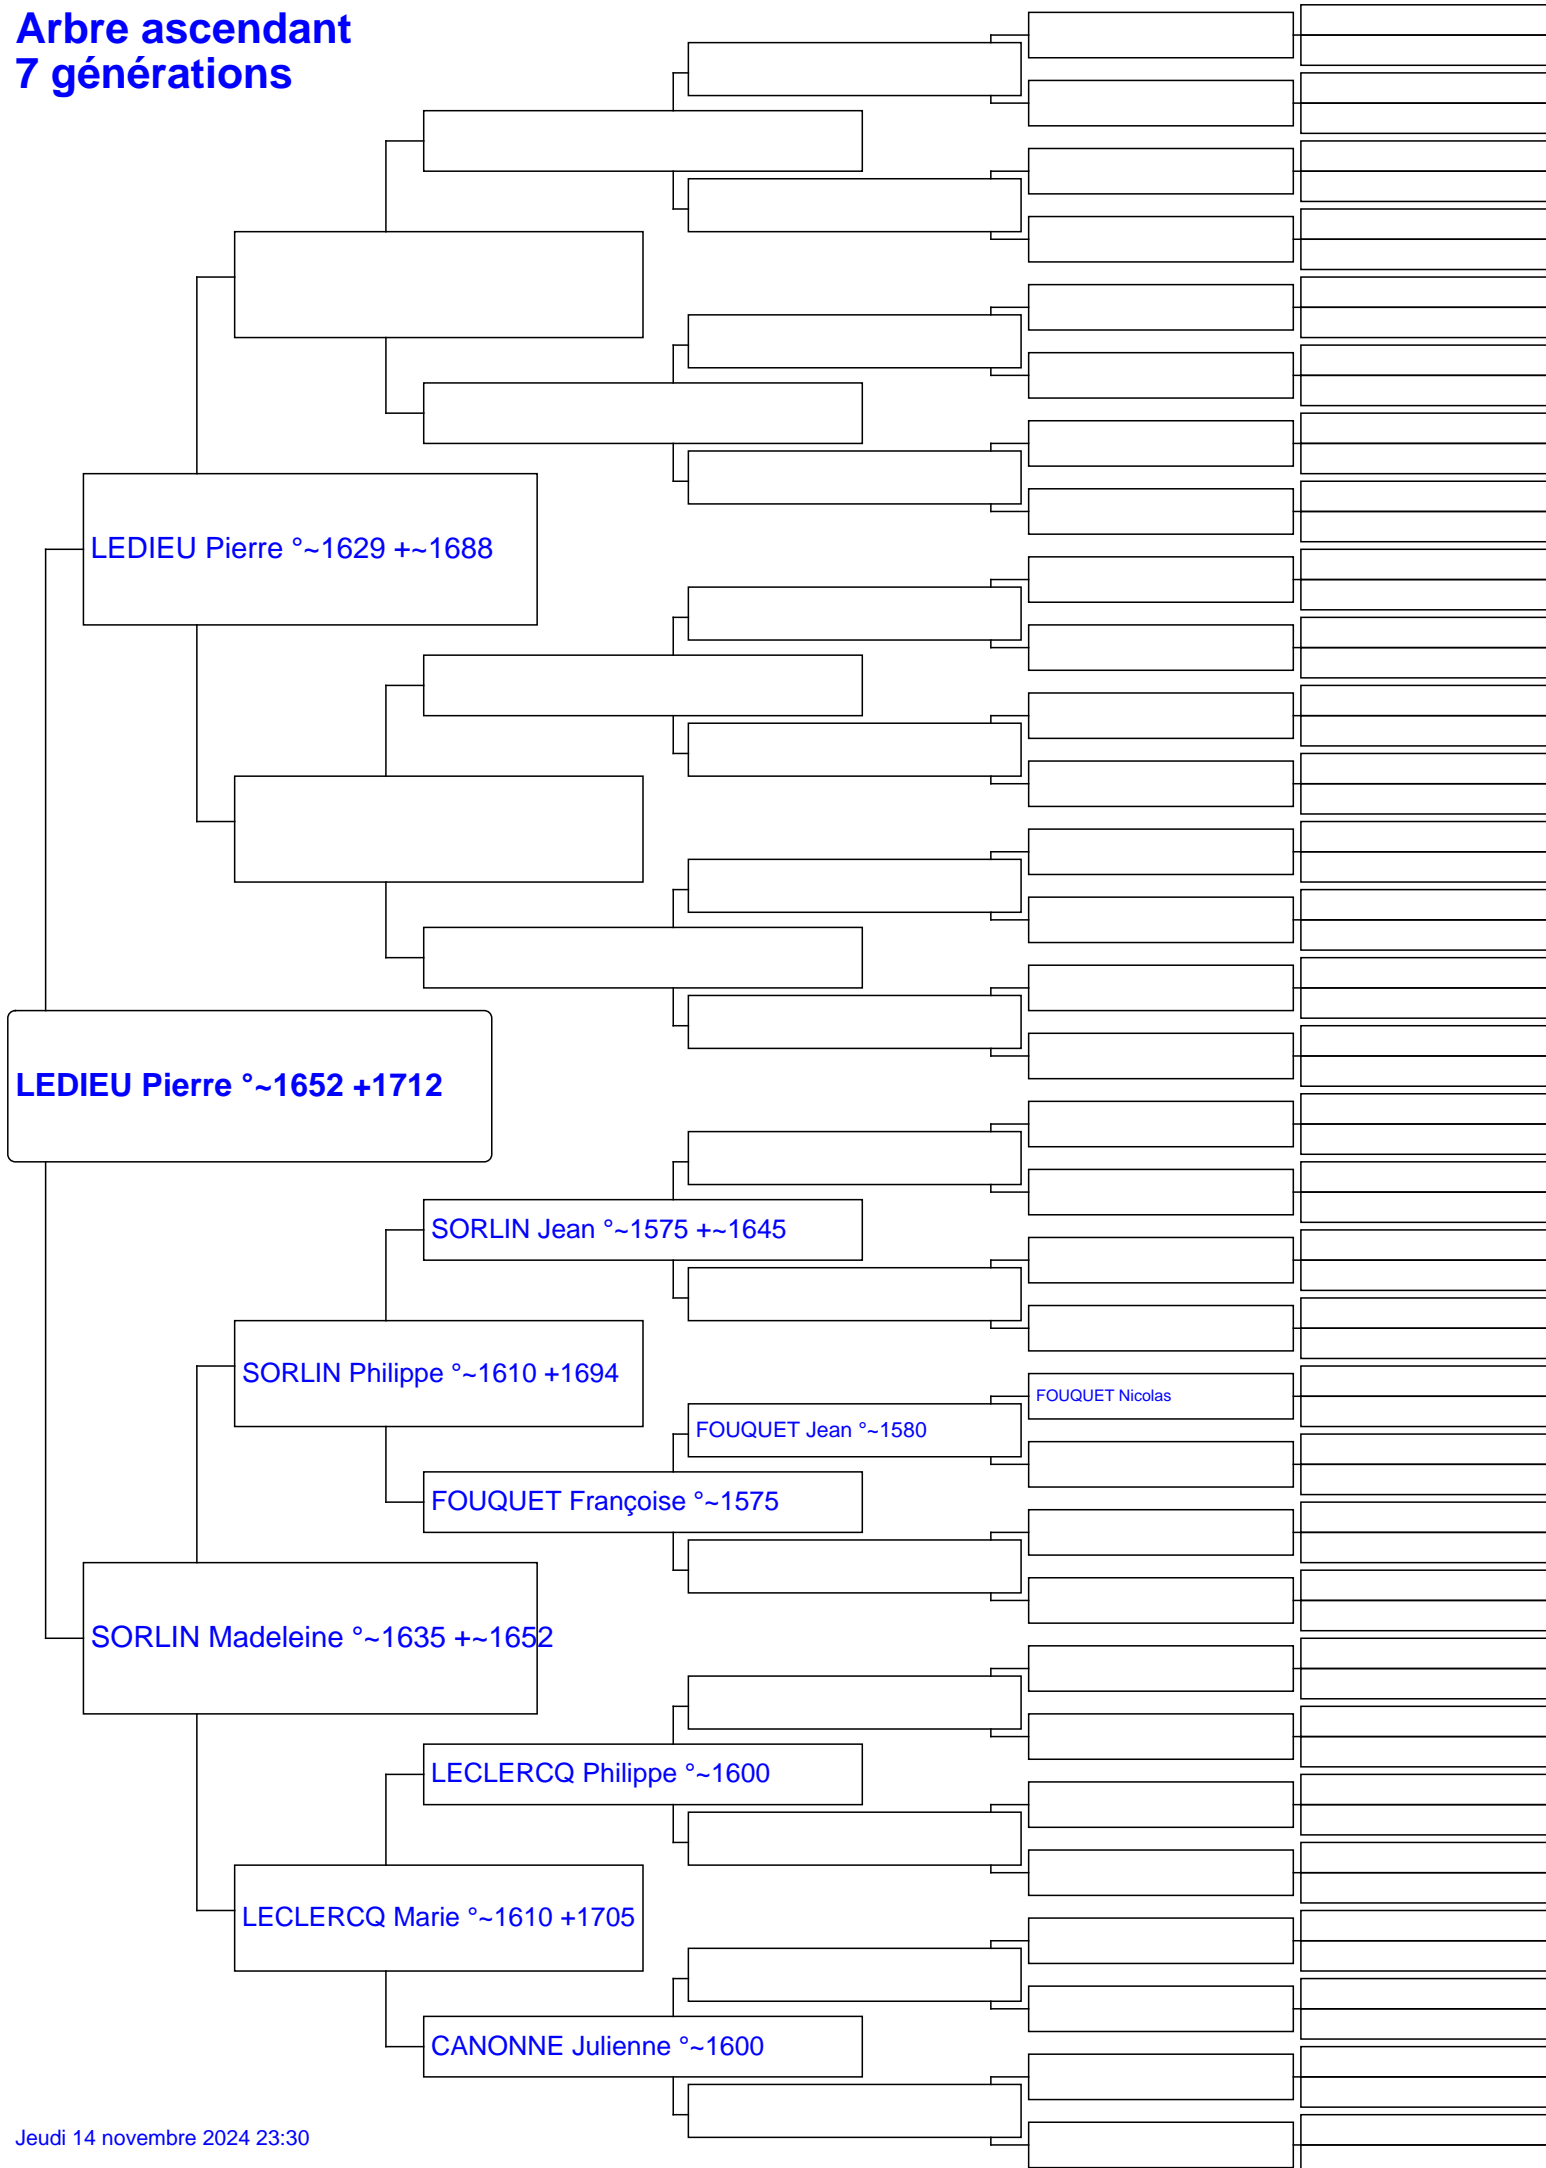 Arbre ascendant
7 générations
LEDIEU Pierre °~1629 +~1688
LEDIEU Pierre °~1652 +1712
SORLIN Jean °~1575 +~1645
SORLIN Philippe °~1610 +1694
FOUQUET Nicolas
FOUQUET Jean °~1580
FOUQUET Françoise °~1575
SORLIN Madeleine °~1635 +~1652
LECLERCQ Philippe °~1600
LECLERCQ Marie °~1610 +1705
CANONNE Julienne °~1600
Jeudi 14 novembre 2024 23:30